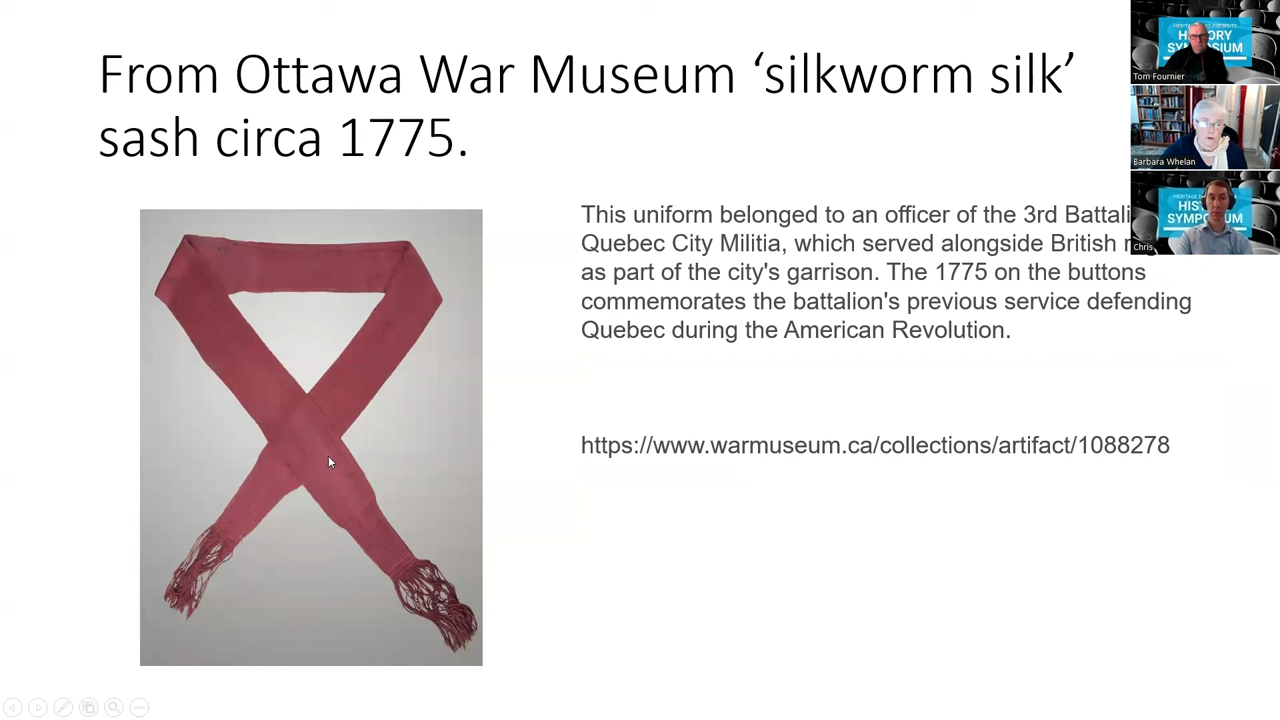 From Ottawa War Museum ‘silkworm silk’
sash circa 1775.
This uniform belonged to an officer of the 3rd
Quebec City Militia, which served alongside British
as part of the city's garrison. The 1775 on the buttons
commemorates the battalion's previous service defending
Quebec during the American Revolution.
https://www.warmuseum.ca/collections/artifact/1088278
SYMPOSIUM
Tom Fournier
Barbara Whelan
Chris